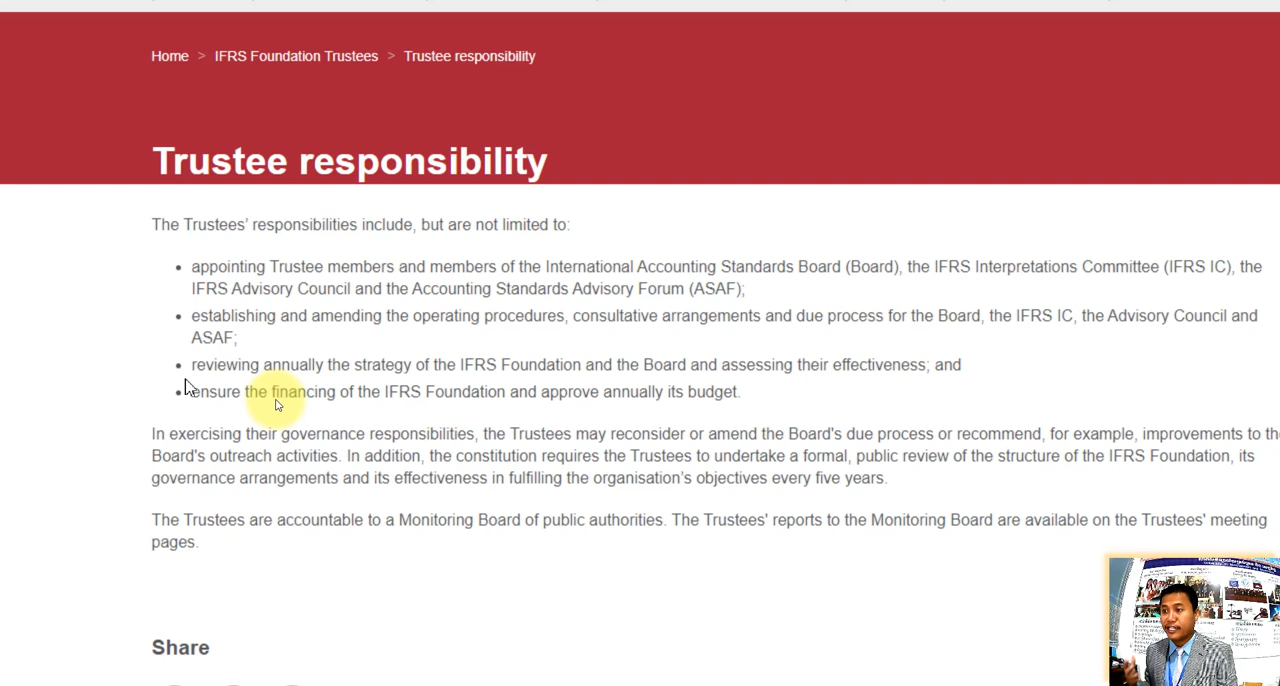 Home > IFRS Foundation Trustees > Trustee responsibility
Trustee responsibility
The Trustees' responsibilities include, but are not limited to:
• appointing Trustee members and members of the International Accounting Standards Board (Board), the IFRS Interpretations Committee (IFRS IC), the
IFRS Advisory Council and the Accounting Standards Advisory Forum (ASAF);
• establishing and amending the operating procedures, consultative arrangements and due process for the Board, the IFRS IC, the Advisory Council and
ASAF;
• reviewing annually the strategy of the IFRS Foundation and the Board and assessing their effectiveness; and
• ensure the financing of the IFRS Foundation and approve annually its budget.
In exercising their governance responsibilities, the Trustees may reconsider or amend the Board's due process or recommend, for example, improvements to the
Board's outreach activities. In addition, the constitution requires the Trustees to undertake a formal, public review of the structure of the IFRS Foundation, its
governance arrangements and its effectiveness in fulfilling the organisation's objectives every five years.
The Trustees are accountable to a Monitoring Board of public authorities. The Trustees' reports to the Monitoring Board are available on the Trustees' meeting
pages.
Share